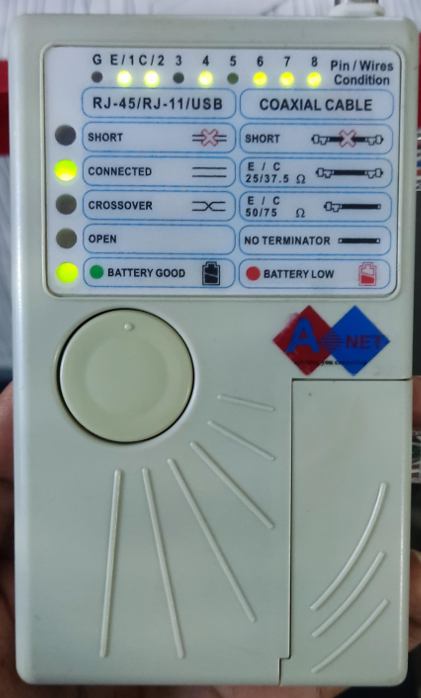 G E/1 C/2 3 4 5 6 7 8 Pin / Wires
Condition
RJ-45/RJ-11/USB COAXIAL CABLE
SHORT SHORT
CONNECTED E / C
25/37.5 Ω
CROSSOVER E / C
50/75 Ω
OPEN NO TERMINATOR
BATTERY GOOD BATTERY LOW
A NET